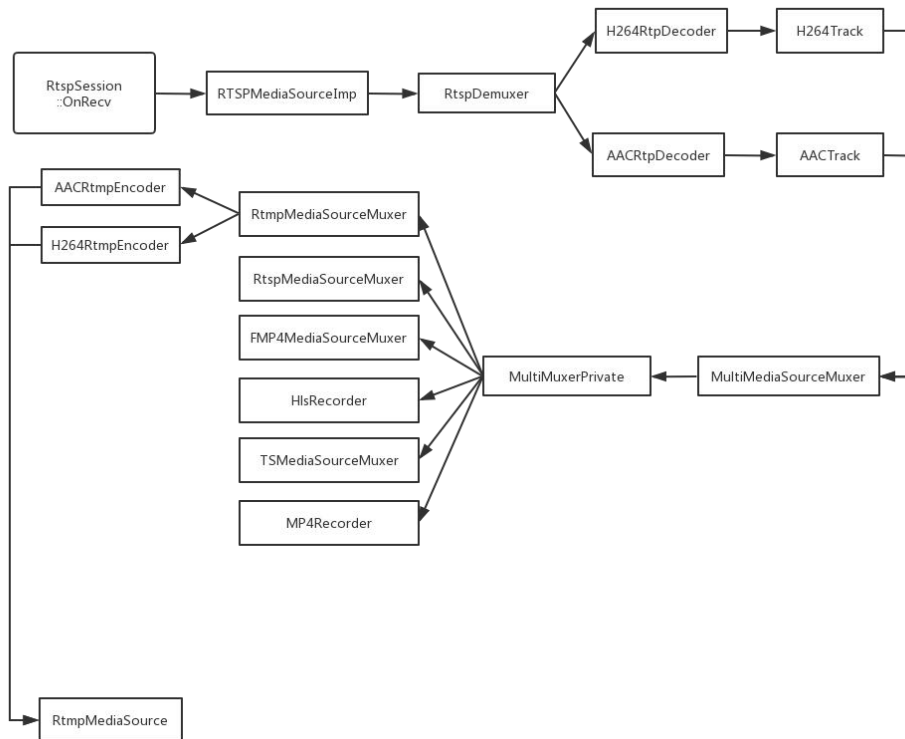 H264RtpDecoder
H264Track
RtspSession
::OnRecv
RTSPMediaSourceImp
RtspDemuxer
AACRtpDecoder
AACTrack
AACRtmpEncoder
RtmpMediaSourceMuxer
H264RtmpEncoder
RtspMediaSourceMuxer
FMP4MediaSourceMuxer
MultiMuxerPrivate
MultiMediaSourceMuxer
HlsRecorder
TSMediaSourceMuxer
MP4Recorder
RtmpMediaSource